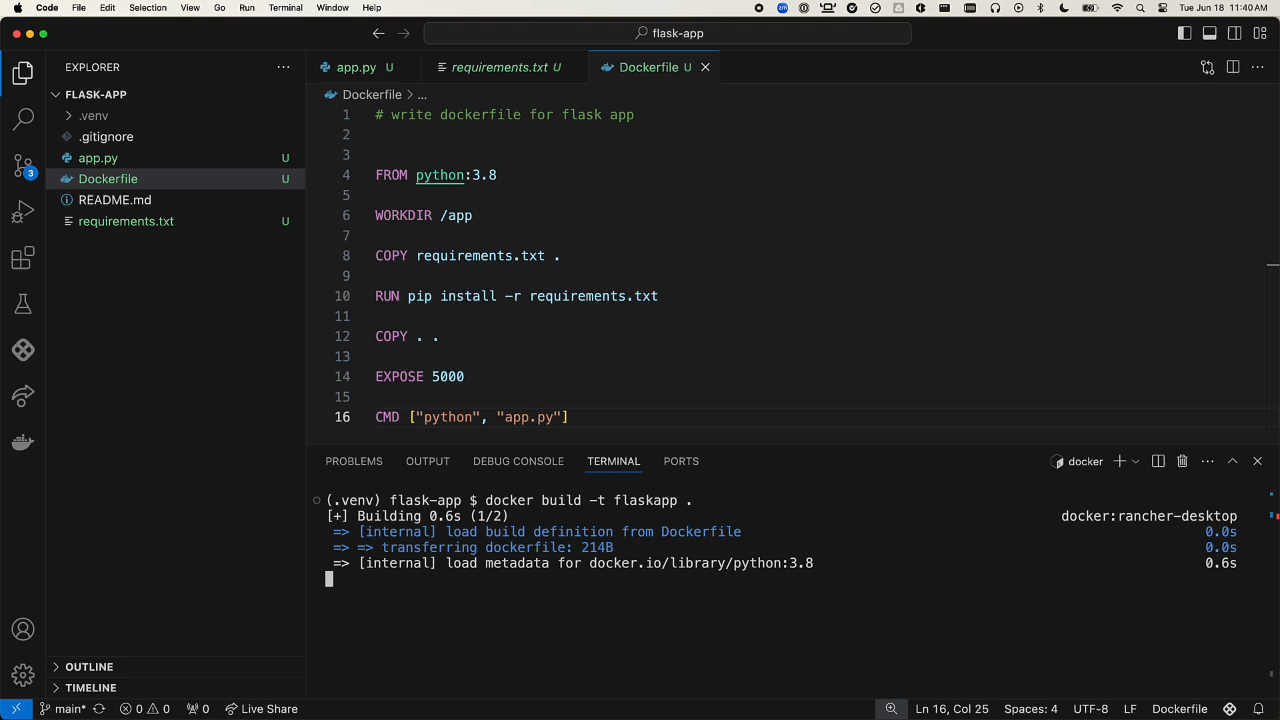 Code File Edit Selection View Go Run Terminal Window Help
Tue Jun 18 11:40 AM
flask-app
EXPLORER
app.py U
requirements.txt U
Dockerfile U
FLASK-APP
.venv
.gitignore
app.py U
Dockerfile U
README.md
requirements.txt U
3
Dockerfile > ...
1 # write dockerfile for flask app
2
3
4 FROM python:3.8
5
6 WORKDIR /app
7
8 COPY requirements.txt .
9
10 RUN pip install -r requirements.txt
11
12 COPY . .
13
14 EXPOSE 5000
15
16 CMD ["python", "app.py"]
PROBLEMS OUTPUT DEBUG CONSOLE TERMINAL PORTS
docker
(.venv) flask-app $ docker build -t flaskapp .
[+] Building 0.6s (1/2) docker:rancher-desktop
=> [internal] load build definition from Dockerfile 0.0s
=> => transferring dockerfile: 214B 0.0s
=> [internal] load metadata for docker.io/library/python:3.8 0.6s
OUTLINE
TIMELINE
main* 0 0 0 Live Share
Ln 16, Col 25 Spaces: 4 UTF-8 LF Dockerfile